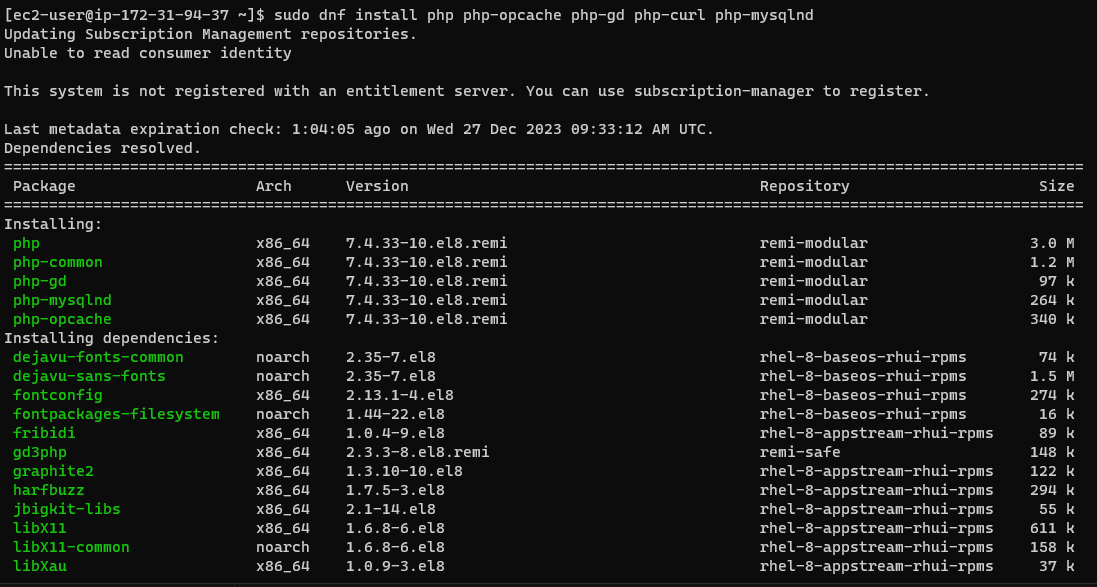 [ec2-user@ip-172-31-94-37 ~]$ sudo dnf install php php-opcache php-gd php-curl php-mysqlnd
Updating Subscription Management repositories.
Unable to read consumer identity
This system is not registered with an entitlement server. You can use subscription-manager to register.
Last metadata expiration check: 1:04:05 ago on Wed 27 Dec 2023 09:33:12 AM UTC.
Dependencies resolved.
========================================================================================================================
Package Arch Version Repository Size
========================================================================================================================
Installing:
php x86_64 7.4.33-10.el8.remi remi-modular 3.0 M
php-common x86_64 7.4.33-10.el8.remi remi-modular 1.2 M
php-gd x86_64 7.4.33-10.el8.remi remi-modular 97 k
php-mysqlnd x86_64 7.4.33-10.el8.remi remi-modular 264 k
php-opcache x86_64 7.4.33-10.el8.remi remi-modular 340 k
Installing dependencies:
dejavu-fonts-common noarch 2.35-7.el8 rhel-8-baseos-rhui-rpms 74 k
dejavu-sans-fonts noarch 2.35-7.el8 rhel-8-baseos-rhui-rpms 1.5 M
fontconfig x86_64 2.13.1-4.el8 rhel-8-baseos-rhui-rpms 274 k
fontpackages-filesystem noarch 1.44-22.el8 rhel-8-baseos-rhui-rpms 16 k
fribidi x86_64 1.0.4-9.el8 rhel-8-appstream-rhui-rpms 89 k
gd3php x86_64 2.3.3-8.el8.remi remi-safe 148 k
graphite2 x86_64 1.3.10-10.el8 rhel-8-appstream-rhui-rpms 122 k
harfbuzz x86_64 1.7.5-3.el8 rhel-8-appstream-rhui-rpms 294 k
jbigkit-libs x86_64 2.1-14.el8 rhel-8-appstream-rhui-rpms 55 k
libX11 x86_64 1.6.8-6.el8 rhel-8-appstream-rhui-rpms 611 k
libX11-common noarch 1.6.8-6.el8 rhel-8-appstream-rhui-rpms 158 k
libXau x86_64 1.0.9-3.el8 rhel-8-appstream-rhui-rpms 37 k